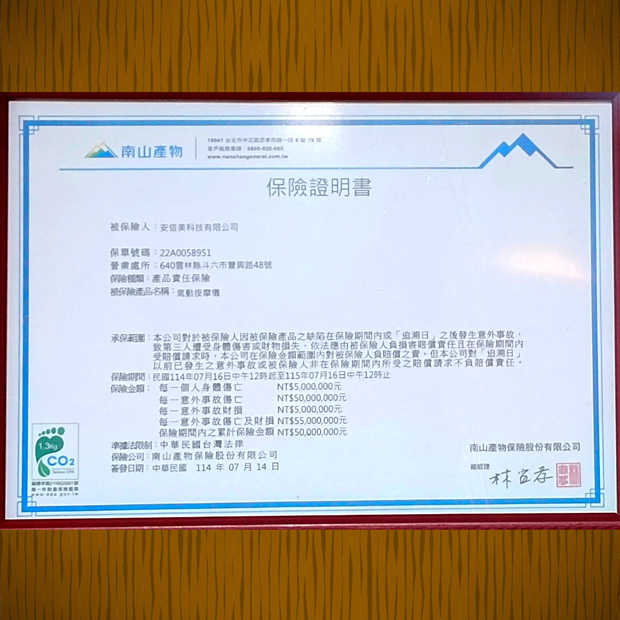 南山產物
客戶服務專線：0800-020-060
www.nanshangeneral.com.tw
保險證明書
被保險人：安信美科技有限公司
保單號碼：22A0058951
營業處所：640雲林縣斗六市豐興路48號
保險種類：產品責任保險
被保險產品名稱：氣動按摩儀
承保範圍：本公司對於被保險人因被保險產品之缺陷在保險期間內或「追溯日」之後發生意外事故，
致第三人遭受身體傷害或財物損失，依法應由被保險人負損害賠償責任且在保險期間內
受賠償請求時，本公司在保險金額範圍內對被保險人負賠償之責。但本公司對「追溯日」
以前已發生之意外事故或被保險人非在保險期間內所受之賠償請求不負賠償責任。
保險期間：民國114年07月16日中午12時起至115年07月16日中午12時止
保險金額：每一個人身體傷亡 NT$5,000,000元
每一意外事故傷亡 NT$50,000,000元
每一意外事故財損 NT$5,000,000元
每一意外事故傷亡及財損 NT$55,000,000元
保險期間內之累計保險金額 NT$50,000,000元
準據法限制：中華民國台灣法律
保險公司：南山產物保險股份有限公司
簽發日期：中華民國 114 年 07 月 14 日
1.3kg
CO2
南山產物保險股份有限公司
總經理